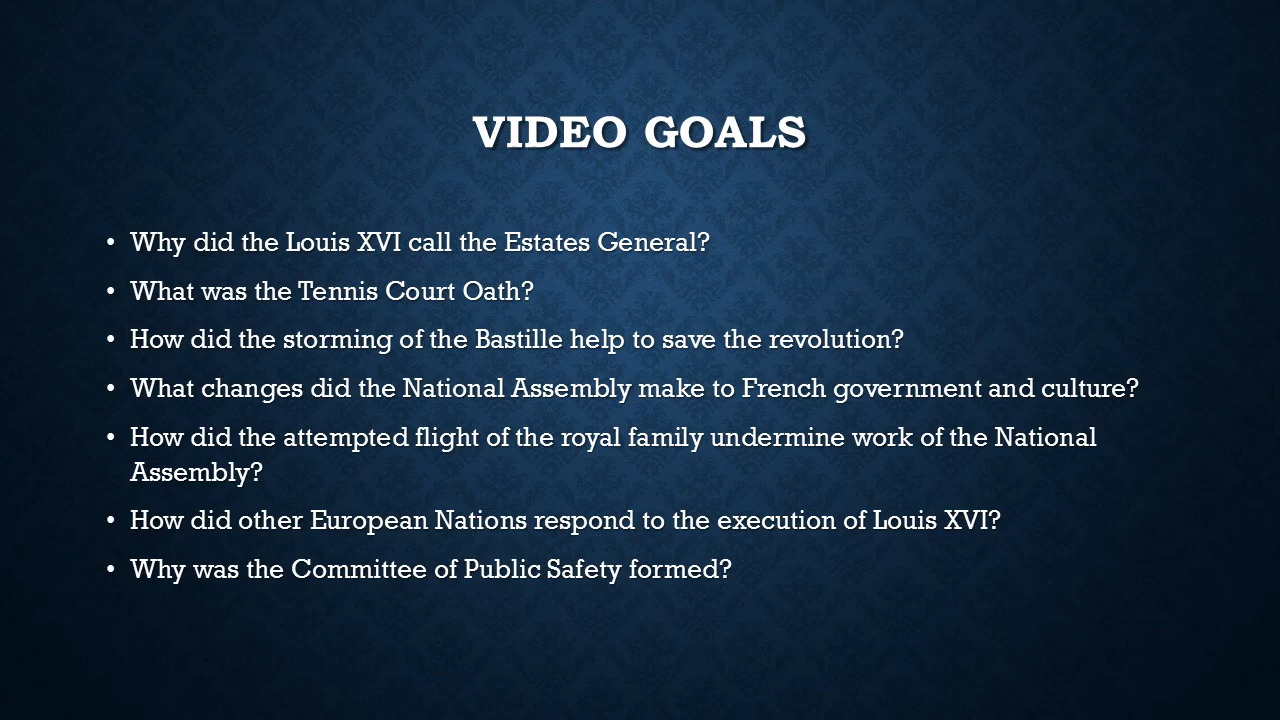 VIDEO GOALS
• Why did the Louis XVI call the Estates General?
• What was the Tennis Court Oath?
• How did the storming of the Bastille help to save the revolution?
• What changes did the National Assembly make to French government and culture?
• How did the attempted flight of the royal family undermine work of the National
Assembly?
• How did other European Nations respond to the execution of Louis XVI?
• Why was the Committee of Public Safety formed?